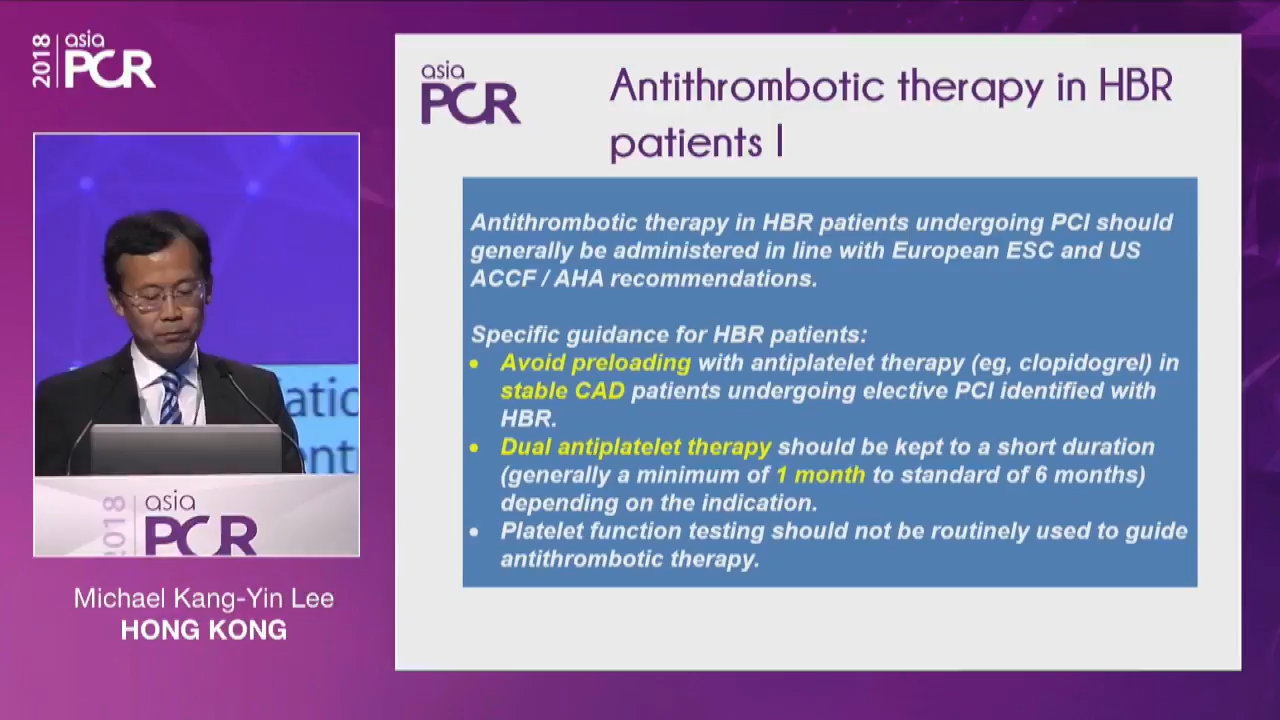 2018
asia
PCR
asia
PCR
Antithrombotic therapy in HBR
patients I
Antithrombotic therapy in HBR patients undergoing PCI should
generally be administered in line with European ESC and US
ACCF / AHA recommendations.
Specific guidance for HBR patients:
• Avoid preloading with antiplatelet therapy (eg, clopidogrel) in
stable CAD patients undergoing elective PCI identified with
HBR.
• Dual antiplatelet therapy should be kept to a short duration
(generally a minimum of 1 month to standard of 6 months)
depending on the indication.
• Platelet function testing should not be routinely used to guide
antithrombotic therapy.
2018
asia
PCR
Michael Kang-Yin Lee
HONG KONG